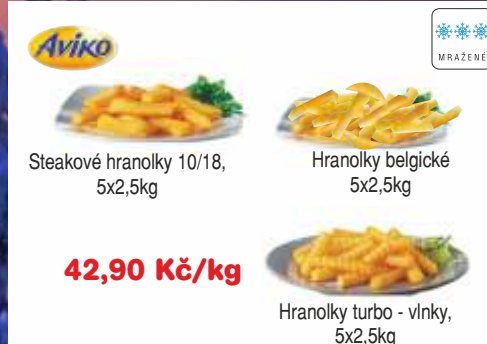 Aviko
MRAŽENÉ
Steakové hranolky 10/18,
5x2,5kg
Hranolky belgické
5x2,5kg
42,90 Kč/kg
Hranolky turbo - vlnky,
5x2,5kg